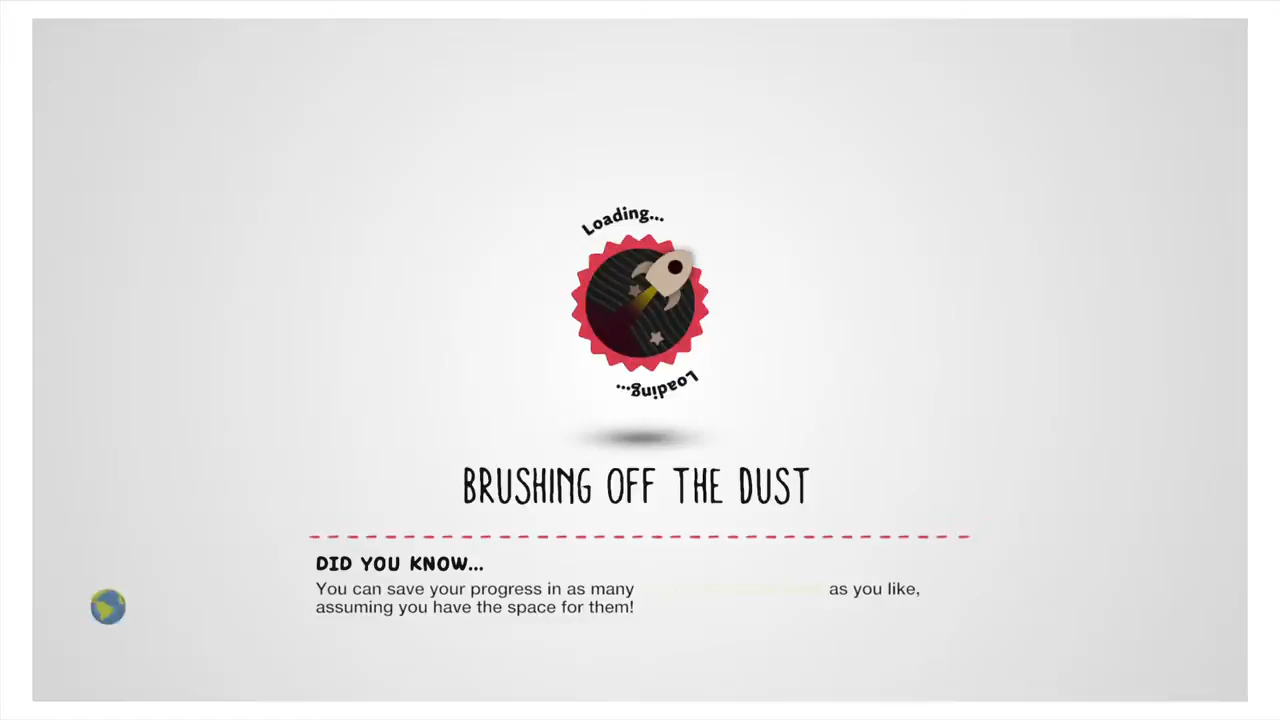 Loading...
Loading...
BRUSHING OFF THE DUST
DID YOU KNOW...
You can save your progress in as many as you like,
assuming you have the space for them!